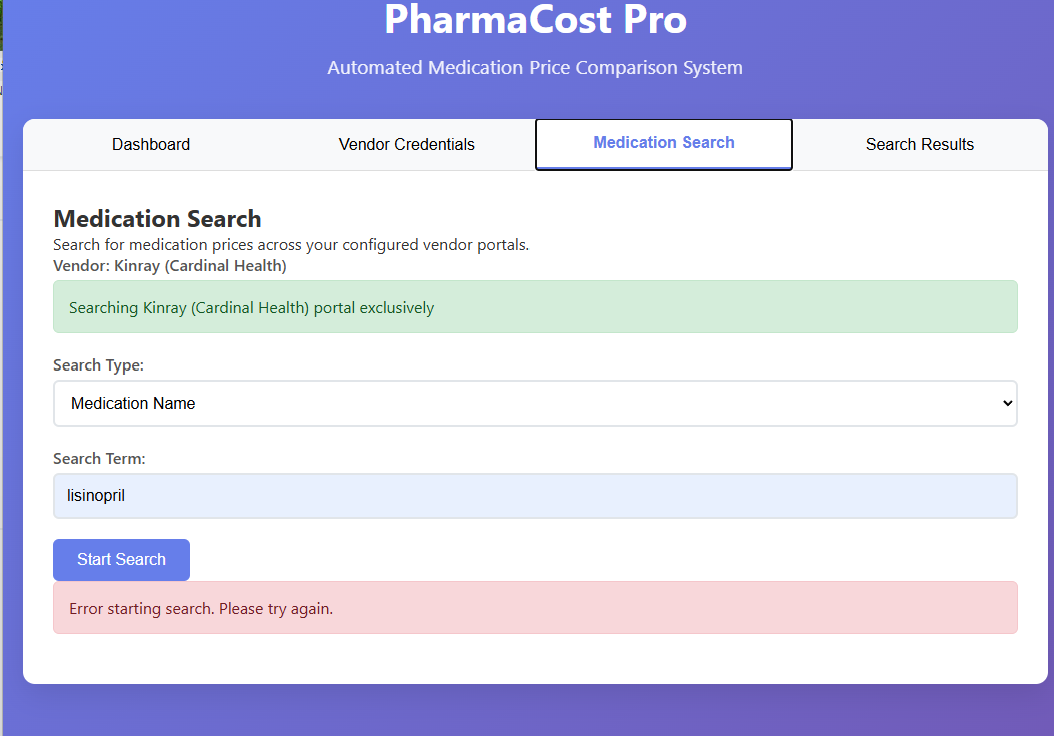 PharmaCost Pro
Automated Medication Price Comparison System
Dashboard
Vendor Credentials
Medication Search
Search Results
Medication Search
Search for medication prices across your configured vendor portals.
Vendor: Kinray (Cardinal Health)
Searching Kinray (Cardinal Health) portal exclusively
Search Type:
Medication Name
Search Term:
lisinopril
Start Search
Error starting search. Please try again.